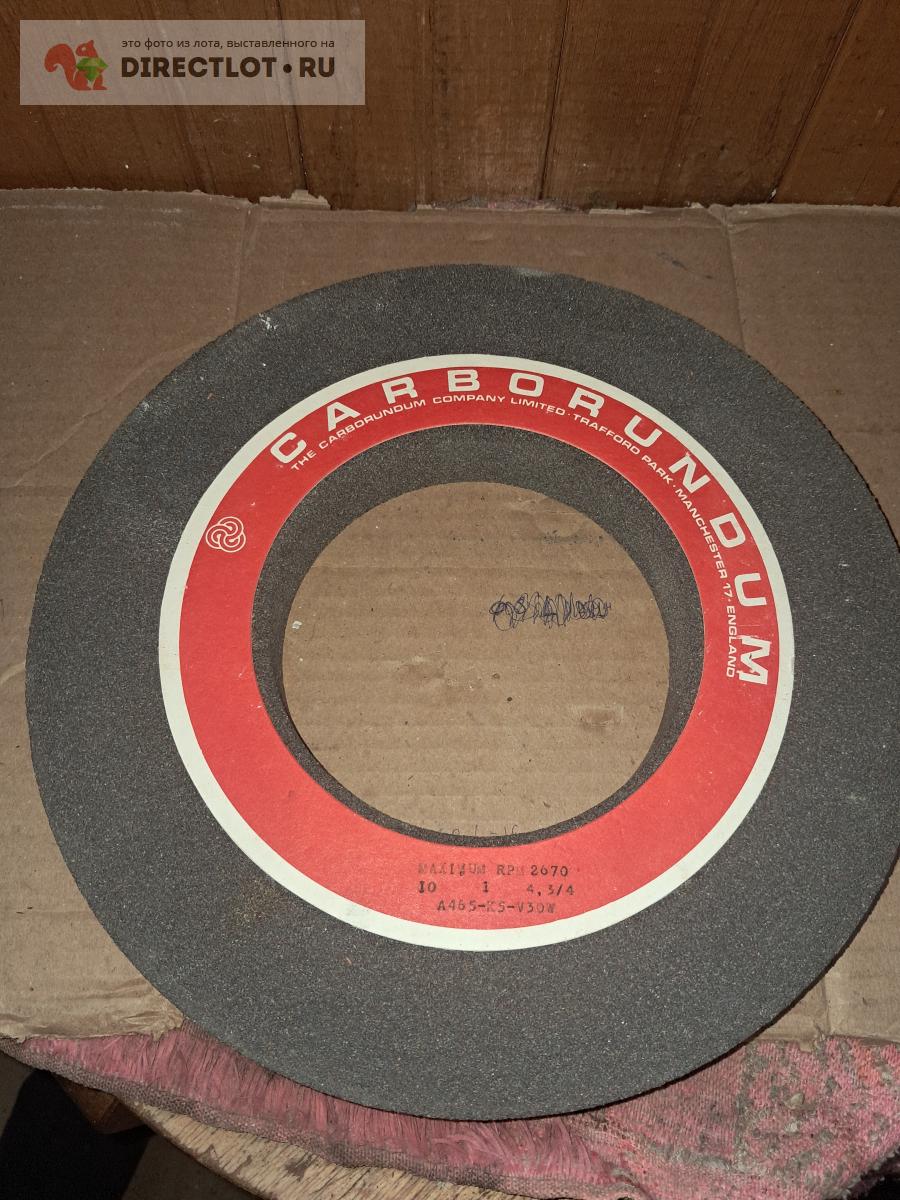 это фото из лота, выставленного на
DIRECTLOT•RU
CARBORUNDUM
THE CARBORUNDUM COMPANY LIMITED·TRAFFORD PARK·MANCHESTER 17·ENGLAND
MAXIMUM RPM 2670
10 1 4,3/4
A465-K5-V30W